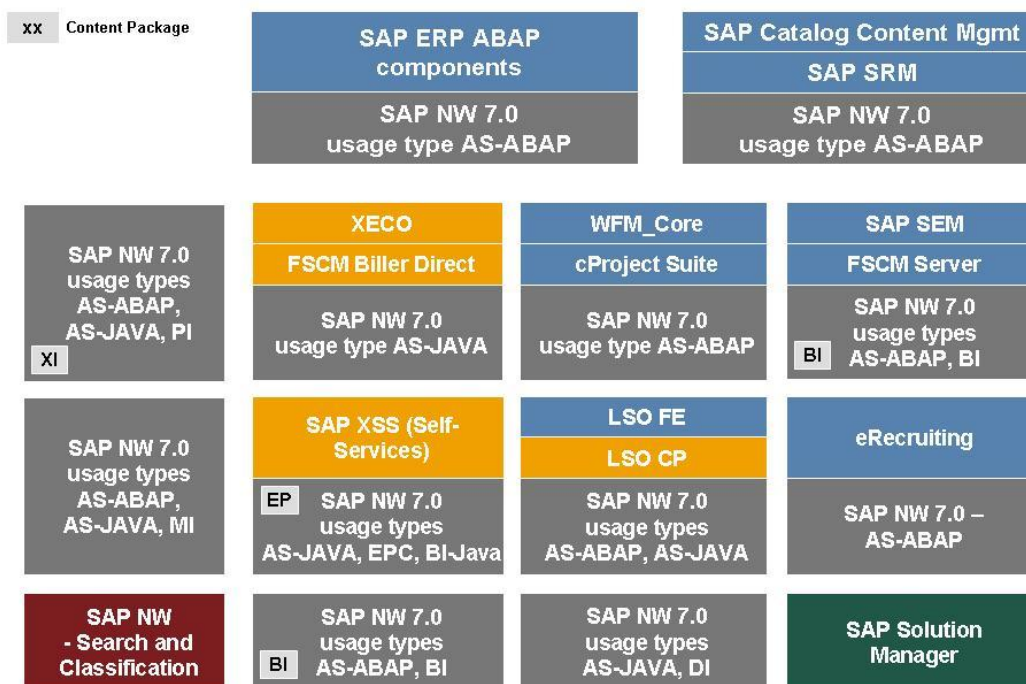 xx Content Package
SAP ERP ABAP
components
SAP NW 7.0
usage type AS-ABAP
SAP Catalog Content Mgmt
SAP SRM
SAP NW 7.0
usage type AS-ABAP
SAP NW 7.0
usage types
AS-ABAP,
AS-JAVA, PI
XI
XECO
FSCM Biller Direct
SAP NW 7.0
usage type AS-JAVA
WFM_Core
cProject Suite
SAP NW 7.0
usage type AS-ABAP
SAP SEM
FSCM Server
SAP NW 7.0
usage types
AS-ABAP, BI
BI
SAP NW 7.0
usage types
AS-ABAP,
AS-JAVA, MI
SAP XSS (Self-
Services)
EP
SAP NW 7.0
usage types
AS-JAVA, EPC, BI-Java
LSO FE
LSO CP
SAP NW 7.0
usage types
AS-ABAP, AS-JAVA
eRecruiting
SAP NW 7.0 –
AS-ABAP
SAP NW
- Search and
Classification
SAP NW 7.0
usage types
AS-ABAP, BI
BI
SAP NW 7.0
usage types
AS-JAVA, DI
SAP Solution
Manager